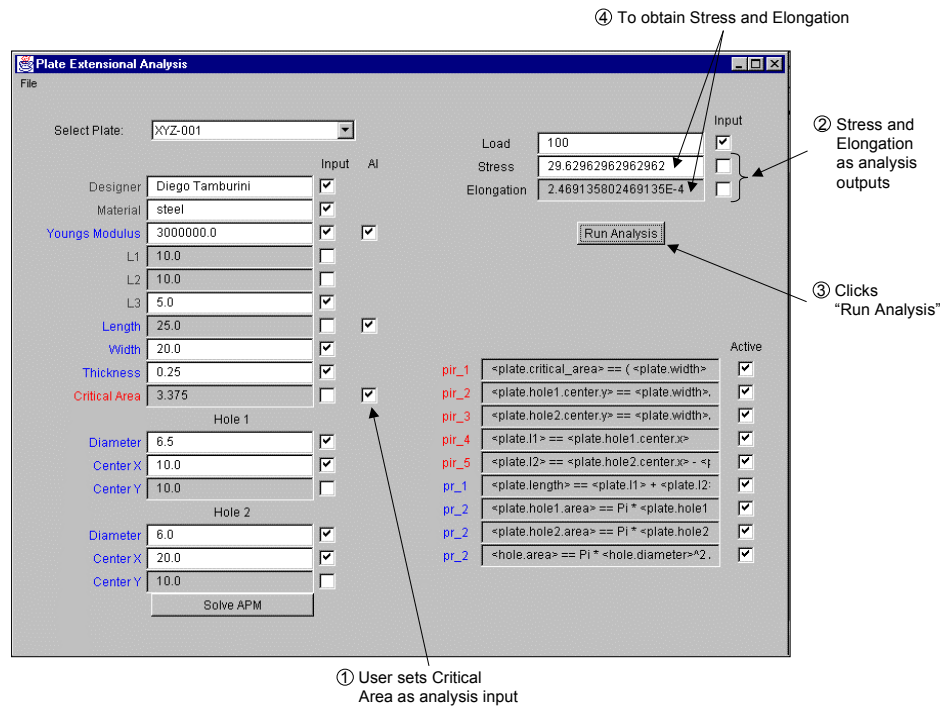 ④ To obtain Stress and Elongation
Plate Extensional Analysis
File
Select Plate: XYZ-001
Input AI
Designer Diego Tamburini
Material steel
Youngs Modulus 3000000.0
L1 10.0
L2 10.0
L3 5.0
Length 25.0
Width 20.0
Thickness 0.25
Critical Area 3.375
Hole 1
Diameter 6.5
Center X 10.0
Center Y 10.0
Hole 2
Diameter 6.0
Center X 20.0
Center Y 10.0
Solve APM
Input
Load 100
Stress 29.62962962962962
Elongation 2.469135802469135E-4
Run Analysis
② Stress and
Elongation
as analysis
outputs
③ Clicks
“Run Analysis”
Active
pir_1 <plate.critical_area> == ( <plate.width>
pir_2 <plate.hole1.center.y> == <plate.width>.
pir_3 <plate.hole2.center.y> == <plate.width>.
pir_4 <plate.l1> == <plate.hole1.center.x>
pir_5 <plate.l2> == <plate.hole2.center.x> - <
pr_1 <plate.length> == <plate.l1> + <plate.l2>
pr_2 <plate.hole1.area> == Pi * <plate.hole1
pr_2 <plate.hole2.area> == Pi * <plate.hole2
pr_2 <hole.area> == Pi * <hole.diameter>^2.
① User sets Critical
Area as analysis input